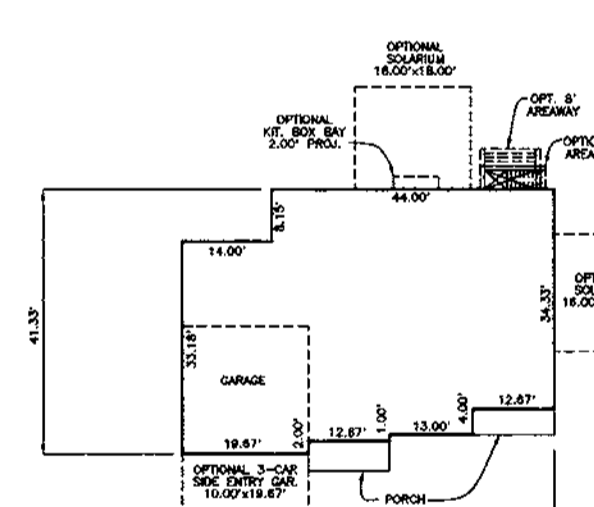 OPTIONAL
SOLARIUM
16.00'x18.00'
OPT. 8'
AREAWAY
OPTIONAL
KIT. BOX BAY
2.00' PROJ.
44.00'
8.15'
14.00'
41.33'
33.18'
34.33'
GARAGE
19.67'
2.00'
12.67'
1.00'
13.00'
4.00'
12.67'
OPTIONAL 3-CAR
SIDE ENTRY GAR.
10.00'x19.67'
PORCH